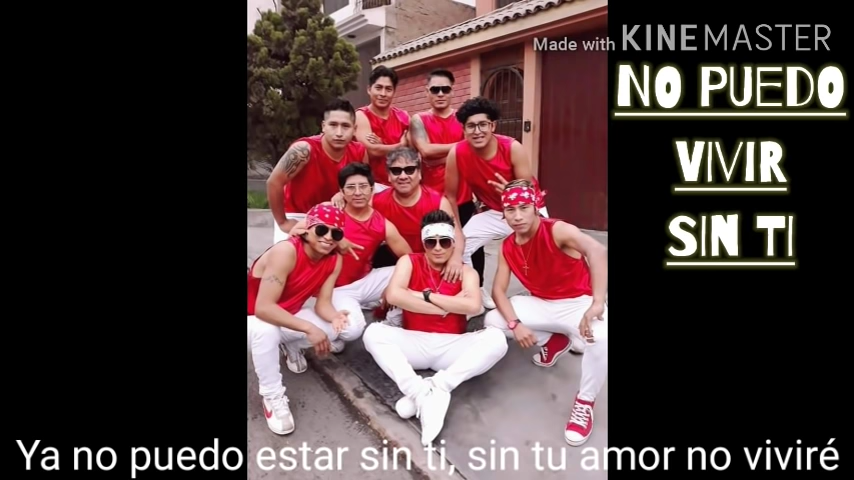 Made with KINEMASTER
NO PUEDO
VIVIR
SIN TI
Ya no puedo estar sin ti, sin tu amor no viviré